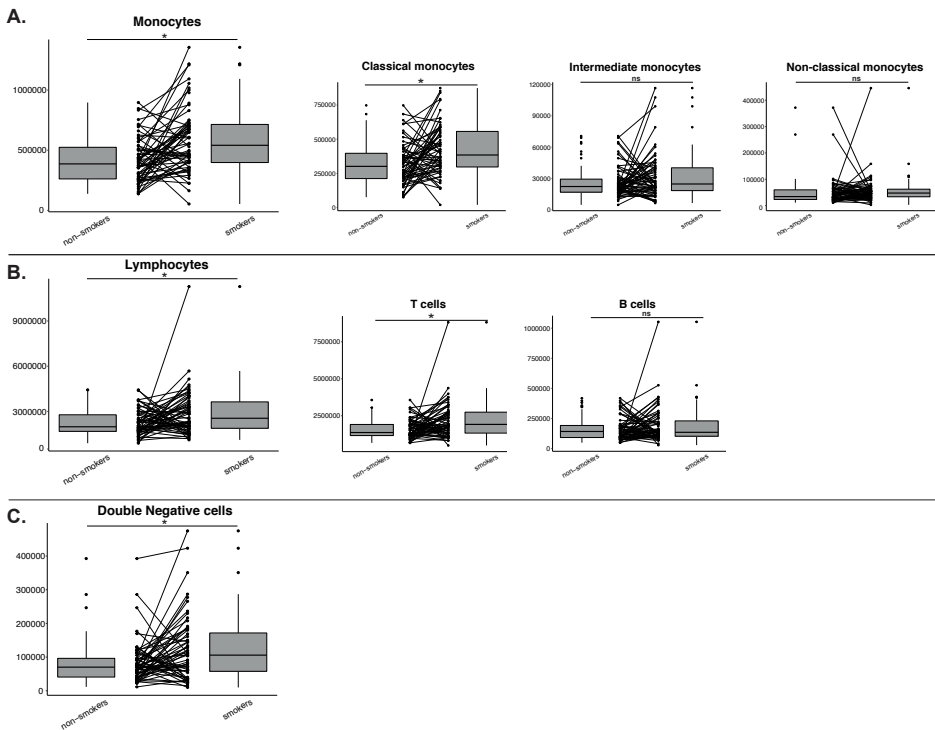 A.
Monocytes
*
1000000
500000
0
non-smokers
smokers
Classical monocytes
*
750000
500000
250000
0
non-smokers
smokers
Intermediate monocytes
ns
120000
90000
60000
30000
0
non-smokers
smokers
Non-classical monocytes
ns
400000
300000
200000
100000
0
non-smokers
smokers
B.
Lymphocytes
*
9000000
6000000
3000000
0
non-smokers
smokers
T cells
*
7500000
5000000
2500000
0
non-smokers
smokers
B cells
ns
1000000
750000
500000
250000
0
non-smokers
smokers
C.
Double Negative cells
*
400000
300000
200000
100000
0
non-smokers
smokers